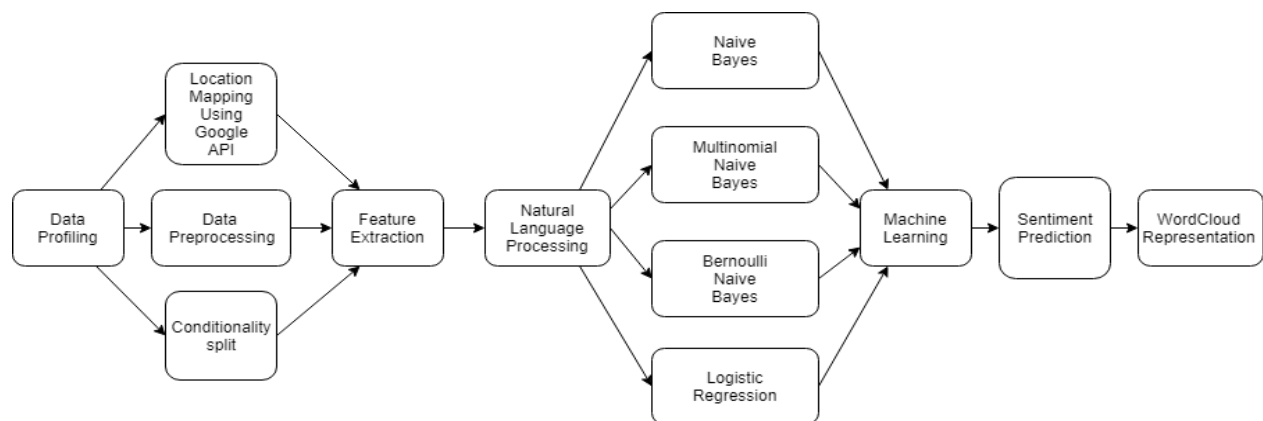 Data
Profiling
Location
Mapping
Using
Google
API
Data
Preprocessing
Conditionality
split
Feature
Extraction
Natural
Language
Processing
Naive
Bayes
Multinomial
Naive
Bayes
Bernoulli
Naive
Bayes
Logistic
Regression
Machine
Learning
Sentiment
Prediction
WordCloud
Representation